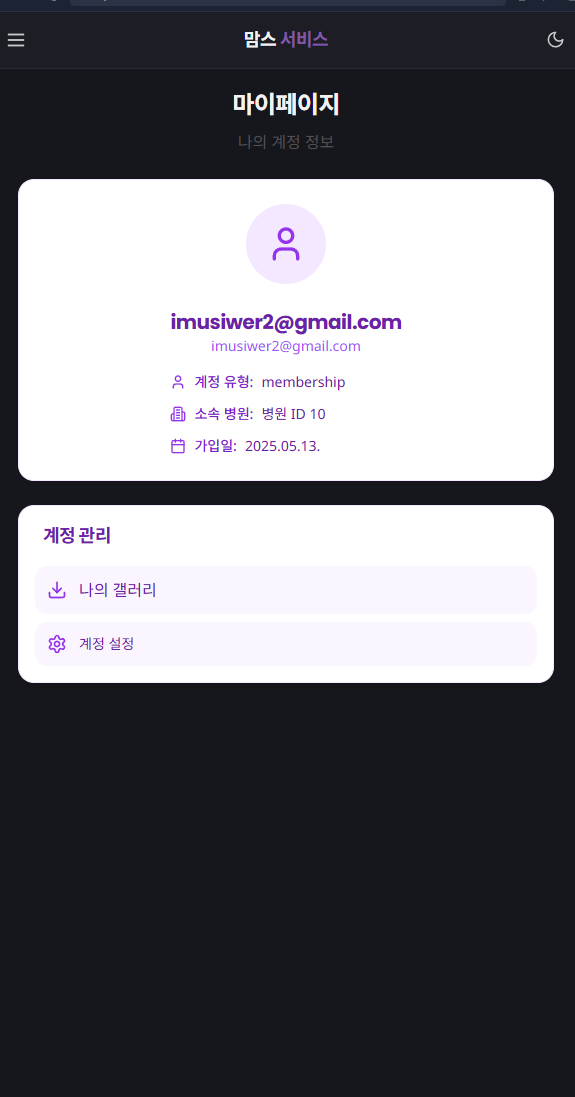 맘스 서비스
마이페이지
나의 계정 정보
imusiwer2@gmail.com
imusiwer2@gmail.com
계정 유형: membership
소속 병원: 병원 ID 10
가입일: 2025.05.13.
계정 관리
나의 갤러리
계정 설정